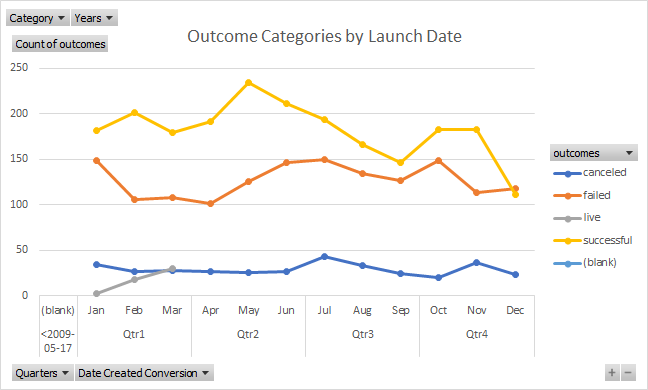 Category Years
Count of outcomes
Outcome Categories by Launch Date
250
200
150
100
50
0
outcomes
canceled
failed
live
successful
(blank)
(blank) Jan Feb Mar Apr May Jun Jul Aug Sep Oct Nov Dec
<2009-
05-17
Qtr1 Qtr2 Qtr3 Qtr4
Quarters Date Created Conversion
+ −